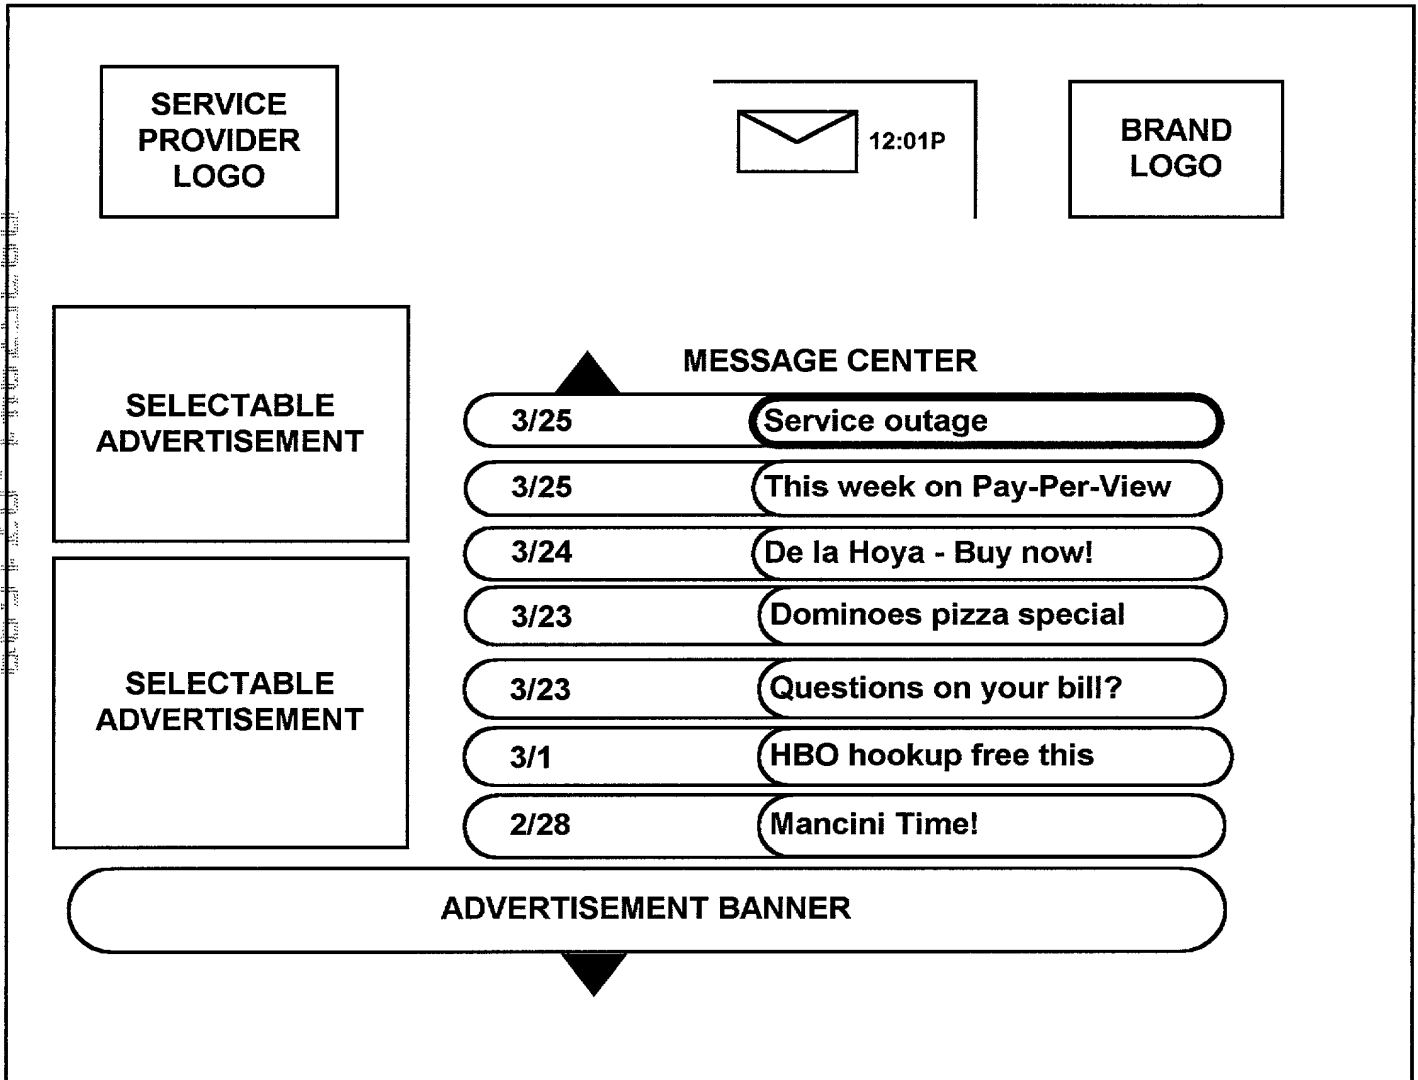 SERVICE
PROVIDER
LOGO
12:01P
BRAND
LOGO
SELECTABLE
ADVERTISEMENT
SELECTABLE
ADVERTISEMENT
MESSAGE CENTER
3/25 Service outage
3/25 This week on Pay-Per-View
3/24 De la Hoya - Buy now!
3/23 Dominoes pizza special
3/23 Questions on your bill?
3/1 HBO hookup free this
2/28 Mancini Time!
ADVERTISEMENT BANNER